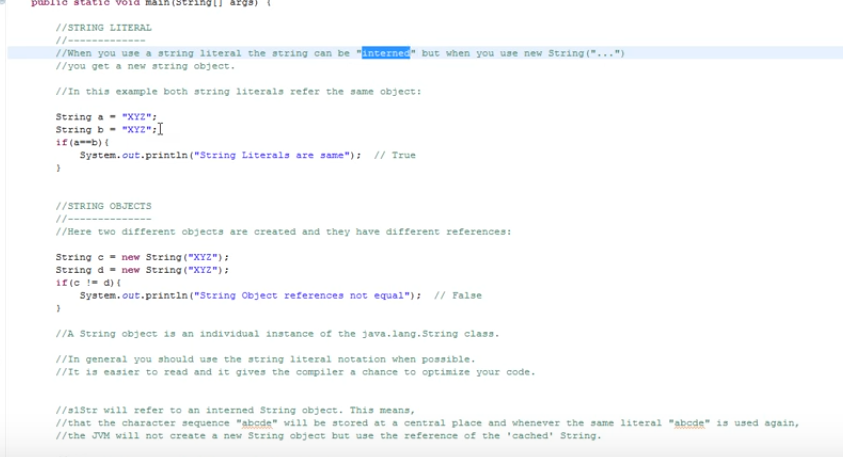 public static void main(String[] args) {
//STRING LITERAL
//-------------
//When you use a string literal the string can be "interned" but when you use new String("...")
//you get a new string object.
//In this example both string literals refer the same object:
String a = "XYZ";
String b = "XYZ";
if(a==b){
System.out.println("String Literals are same");  // True
}
//STRING OBJECTS
//--------------
//Here two different objects are created and they have different references:
String c = new String("XYZ");
String d = new String("XYZ");
if(c != d){
System.out.println("String Object references not equal");  // False
}
//A String object is an individual instance of the java.lang.String class.
//In general you should use the string literal notation when possible.
//It is easier to read and it gives the compiler a chance to optimize your code.
//s1Str will refer to an interned String object. This means,
//that the character sequence "abcde" will be stored at a central place and whenever the same literal "abcde" is used again,
//the JVM will not create a new String object but use the reference of the 'cached' String.